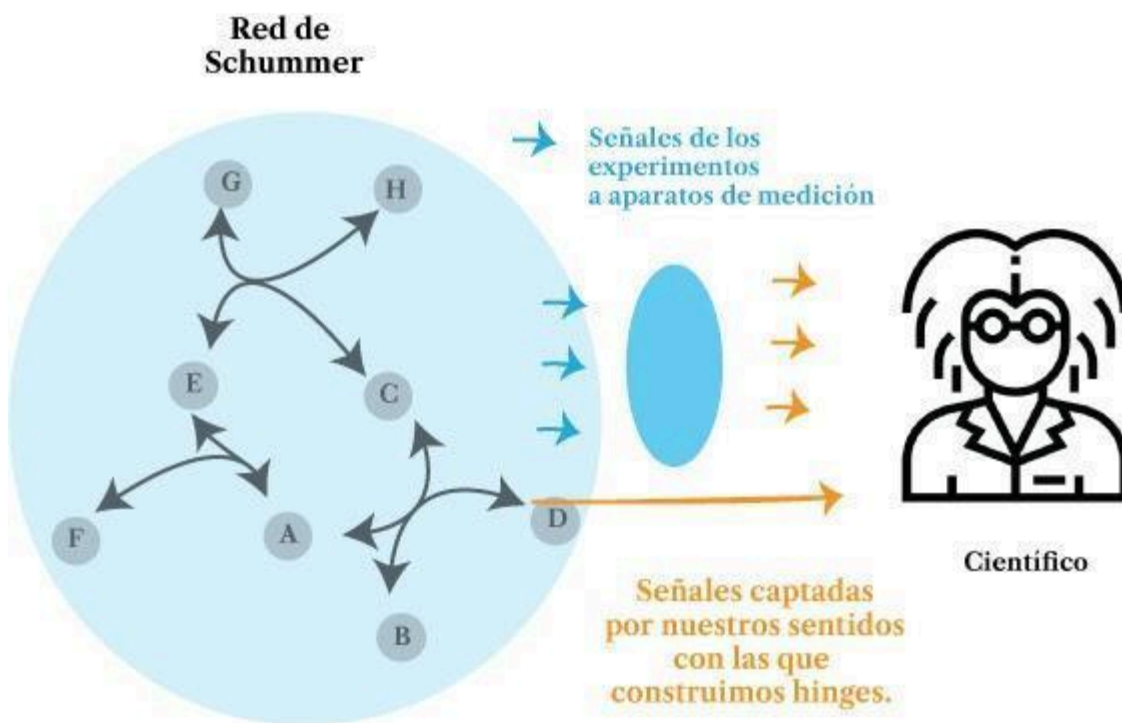 Red de
Schummer
Señales de los
experimentos
a aparatos de medición
G
H
E
C
F
A
D
B
Científico
Señales captadas
por nuestros sentidos
con las que
construimos hinges.